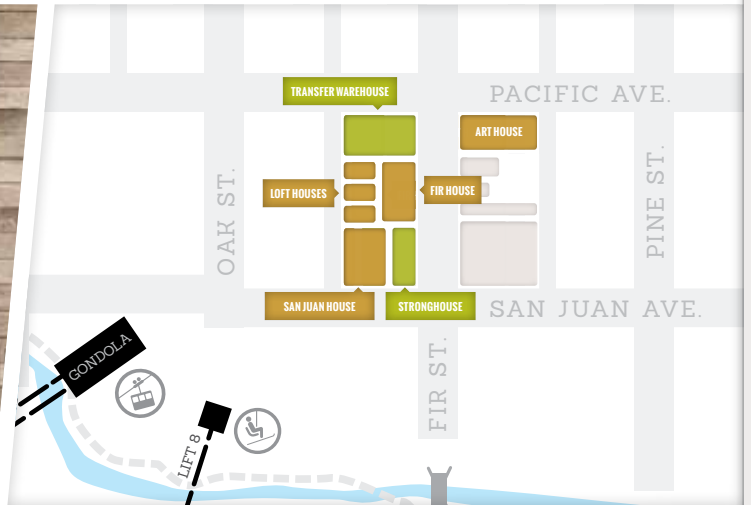 TRANSFER WAREHOUSE
PACIFIC AVE.
ART HOUSE
OAK ST.
LOFT HOUSES
FIR HOUSE
PINE ST.
SAN JUAN HOUSE
STRONGHOUSE
SAN JUAN AVE.
GONDOLA
FIR ST.
LIFT 8